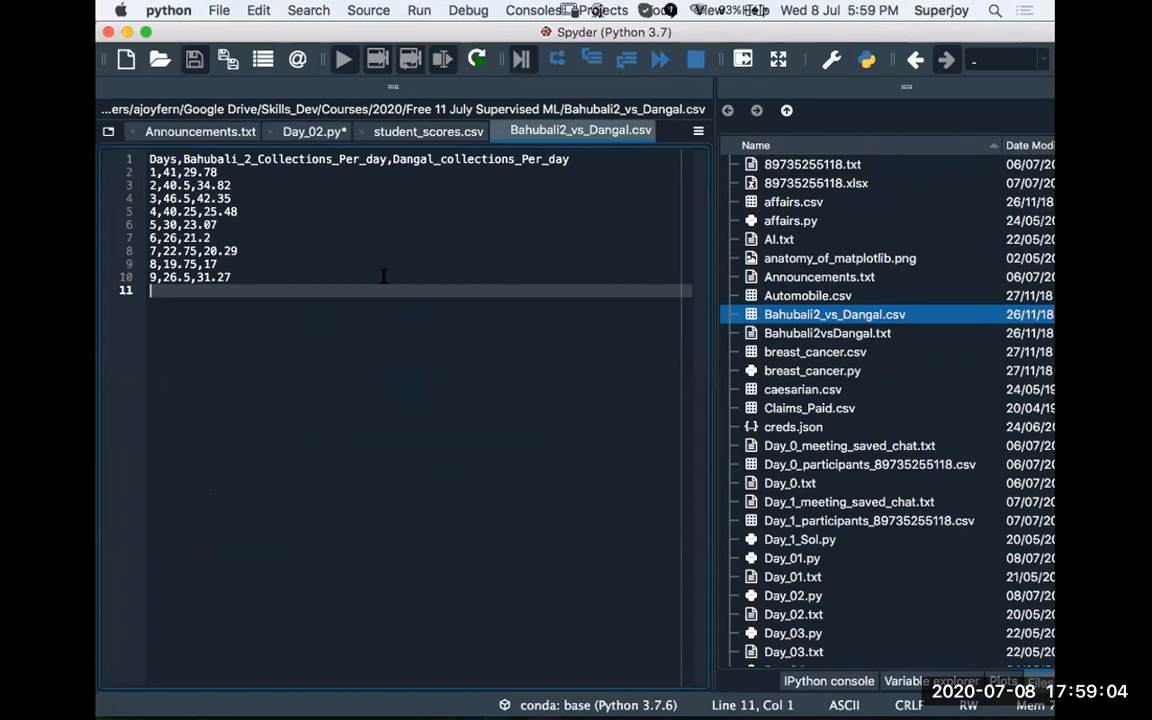 python File Edit Search Source Run Debug Consoles Projects View Help 93% Wed 8 Jul 5:59 PM Superjoy
Spyder (Python 3.7)
...ers/ajoyfern/Google Drive/Skills_Dev/Courses/2020/Free 11 July Supervised ML/Bahubali2_vs_Dangal.csv
Announcements.txt Day_02.py* student_scores.csv Bahubali2_vs_Dangal.csv
1 Days,Bahubali_2_Collections_Per_day,Dangal_collections_Per_day
2 1,41,29.78
3 2,40.5,34.82
4 3,46.5,42.35
5 4,40.25,25.48
6 5,30,23.07
7 6,26,21.2
8 7,22.75,20.29
9 8,19.75,17
10 9,26.5,31.27
11
Name Date Mod
89735255118.txt 06/07/20
89735255118.xlsx 07/07/20
affairs.csv 26/11/18
affairs.py 24/05/20
AI.txt 22/05/20
anatomy_of_matplotlib.png 22/05/20
Announcements.txt 06/07/20
Automobile.csv 27/11/18
Bahubali2_vs_Dangal.csv 26/11/18
Bahubali2vsDangal.txt 26/11/18
breast_cancer.csv 27/11/18
breast_cancer.py 27/11/18
caesarian.csv 24/05/19
Claims_Paid.csv 20/04/19
creds.json 24/06/20
Day_0_meeting_saved_chat.txt 06/07/20
Day_0_participants_89735255118.csv 06/07/20
Day_0.txt 06/07/20
Day_1_meeting_saved_chat.txt 07/07/20
Day_1_participants_89735255118.csv 07/07/20
Day_1_Sol.py 20/05/20
Day_01.py 08/07/20
Day_01.txt 21/05/20
Day_02.py 08/07/20
Day_02.txt 20/05/20
Day_03.py 22/05/20
Day_03.txt 22/05/20
IPython console Variable explorer Plots Files
2020-07-08 17:59:04
conda: base (Python 3.7.6) Line 11, Col 1 ASCII CRLF RW Mem 7